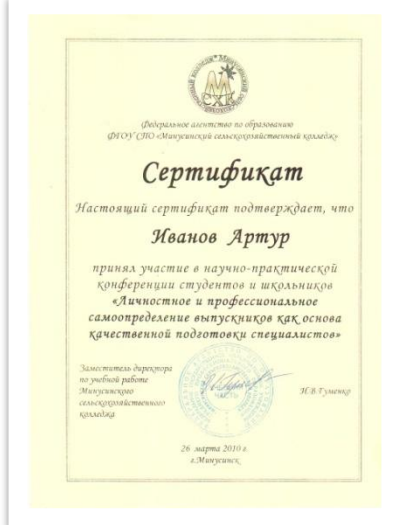 Федеральное агентство по образованию
ФГОУ СПО «Минусинский сельскохозяйственный колледж»
Сертификат
Настоящий сертификат подтверждает, что
Иванов Артур
принял участие в научно-практической
конференции студентов и школьников
«Личностное и профессиональное
самоопределение выпускников как основа
качественной подготовки специалистов»
Заместитель директора
по учебной работе
Минусинского
сельскохозяйственного
колледжа
ЧАСТЬ
Н.В.Гуменко
26 марта 2010 г.
г.Минусинск